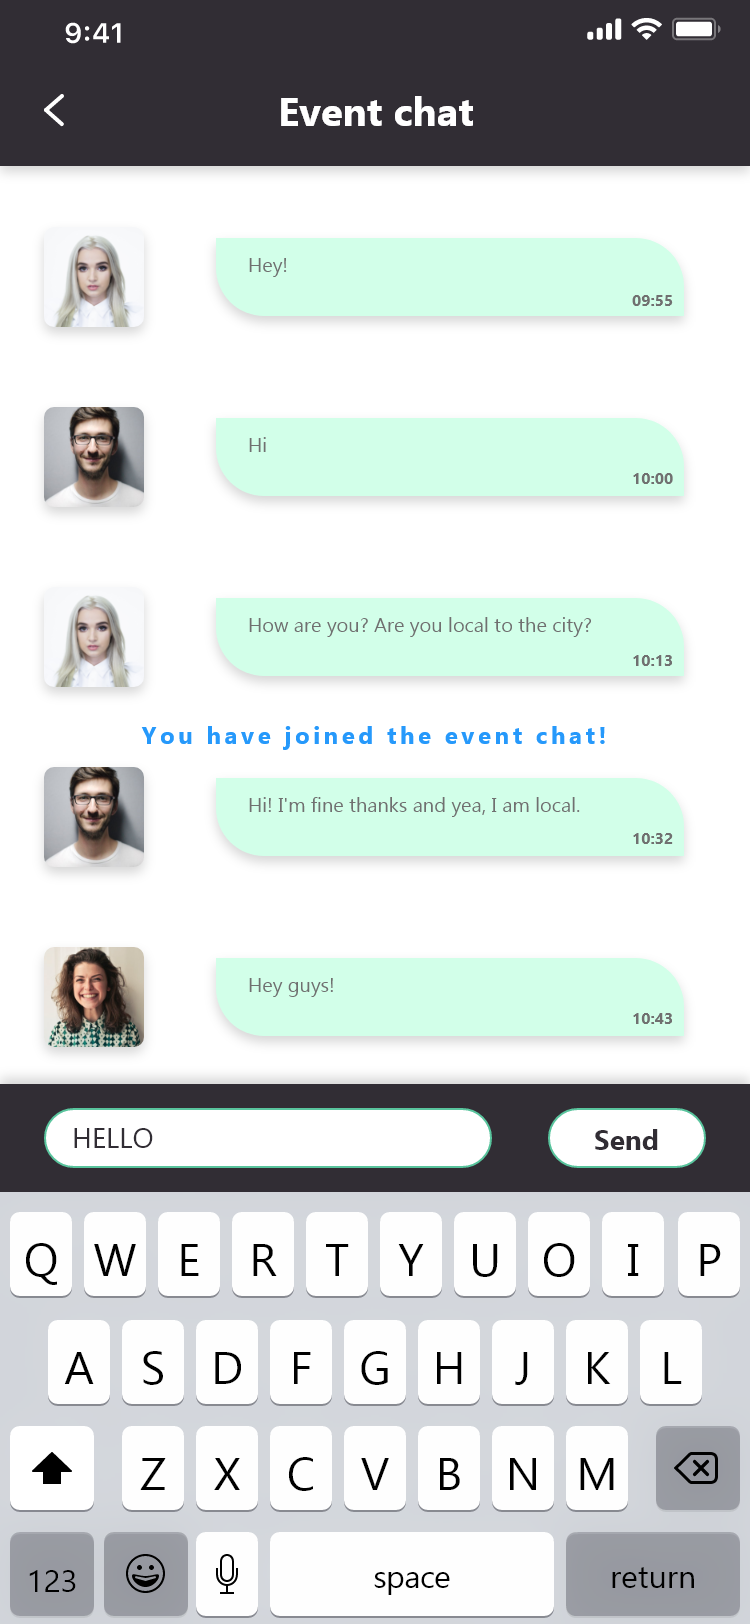 9:41
Event chat
Hey!
09:55
Hi
10:00
How are you? Are you local to the city?
10:13
You have joined the event chat!
Hi! I'm fine thanks and yea, I am local.
10:32
Hey guys!
10:43
HELLO
Send
Q W E R T Y U O I P
A S D F G H J K L
Z X C V B N M
123 space return